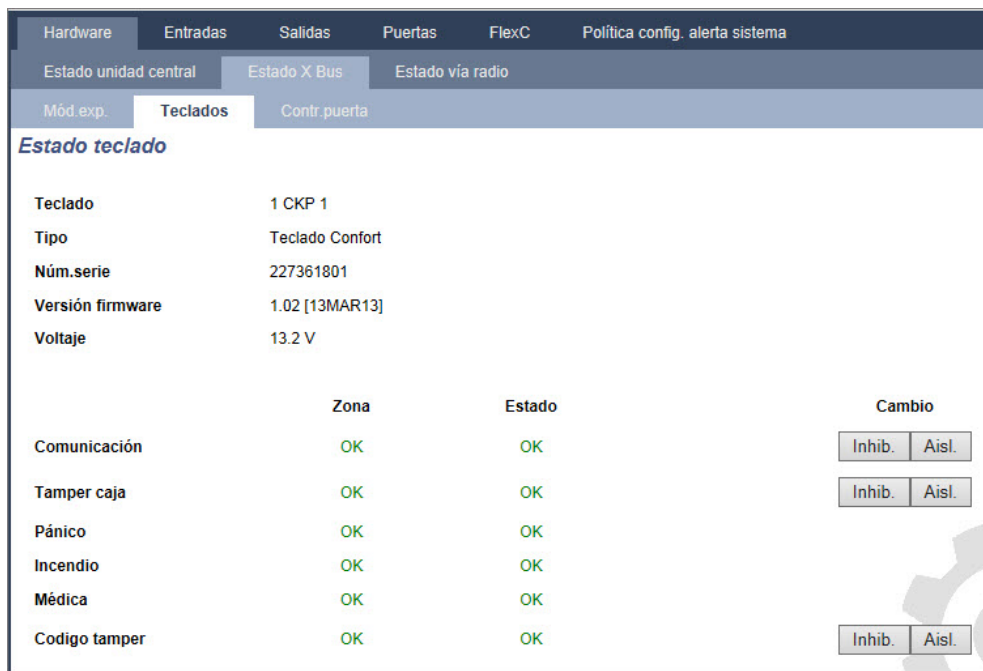 Hardware Entradas Salidas Puertas FlexC Política config. alerta sistema
Estado unidad central Estado X Bus Estado vía radio
Mód.exp. Teclados Contr.puerta
Estado teclado
Teclado 1 CKP 1
Tipo Teclado Confort
Núm.serie 227361801
Versión firmware 1.02 [13MAR13]
Voltaje 13.2 V
Zona Estado Cambio
Comunicación OK OK Inhib. Aisl.
Tamper caja OK OK Inhib. Aisl.
Pánico OK OK
Incendio OK OK
Médica OK OK
Codigo tamper OK OK Inhib. Aisl.